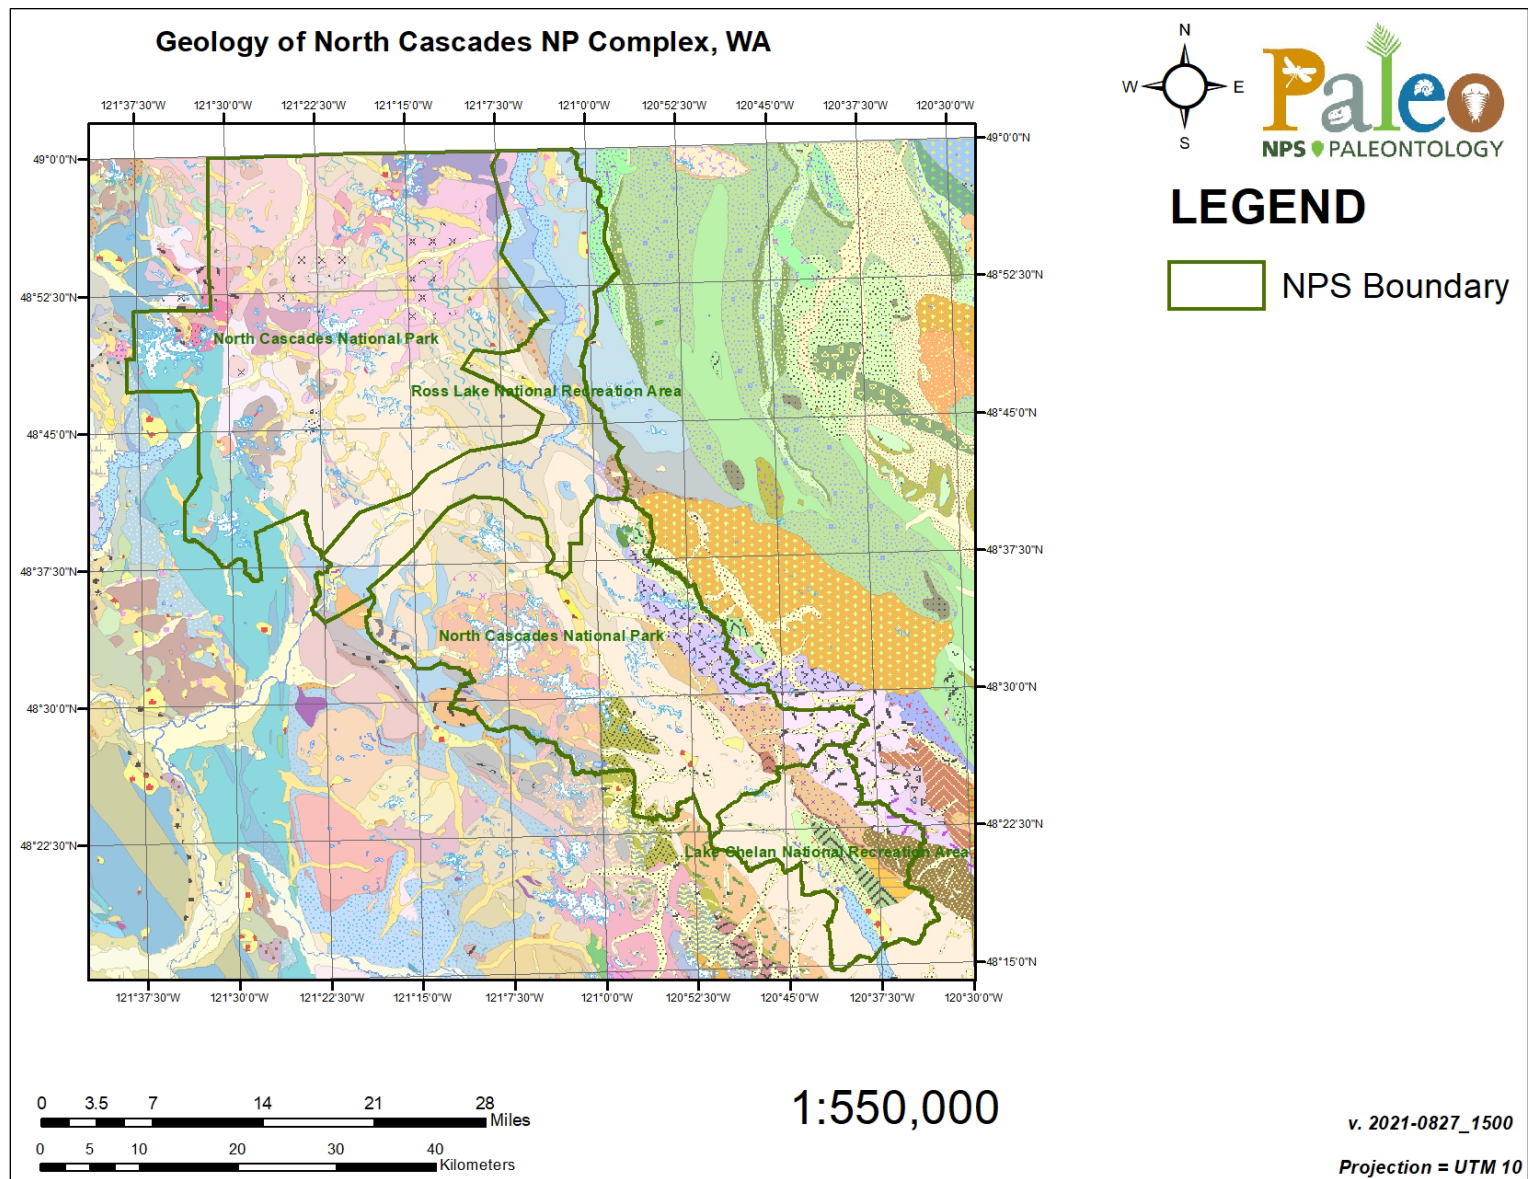 Geology of North Cascades NP Complex, WA
N
W E
S
Paleo
NPS PALEONTOLOGY
LEGEND
NPS Boundary
121°37'30"W 121°30'0"W 121°22'30"W 121°15'0"W 121°7'30"W 121°0'0"W 120°52'30"W 120°45'0"W 120°37'30"W 120°30'0"W
49°0'0"N 49°0'0"N
48°52'30"N 48°52'30"N
North Cascades National Park
Ross Lake National Recreation Area
48°45'0"N 48°45'0"N
48°37'30"N 48°37'30"N
North Cascades National Park
48°30'0"N 48°30'0"N
48°22'30"N 48°22'30"N
Lake Chelan National Recreation Area
48°15'0"N
121°37'30"W 121°30'0"W 121°22'30"W 121°15'0"W 121°7'30"W 121°0'0"W 120°52'30"W 120°45'0"W 120°37'30"W 120°30'0"W
0 3.5 7 14 21 28
Miles
0 5 10 20 30 40
Kilometers
1:550,000
v. 2021-0827_1500
Projection = UTM 10